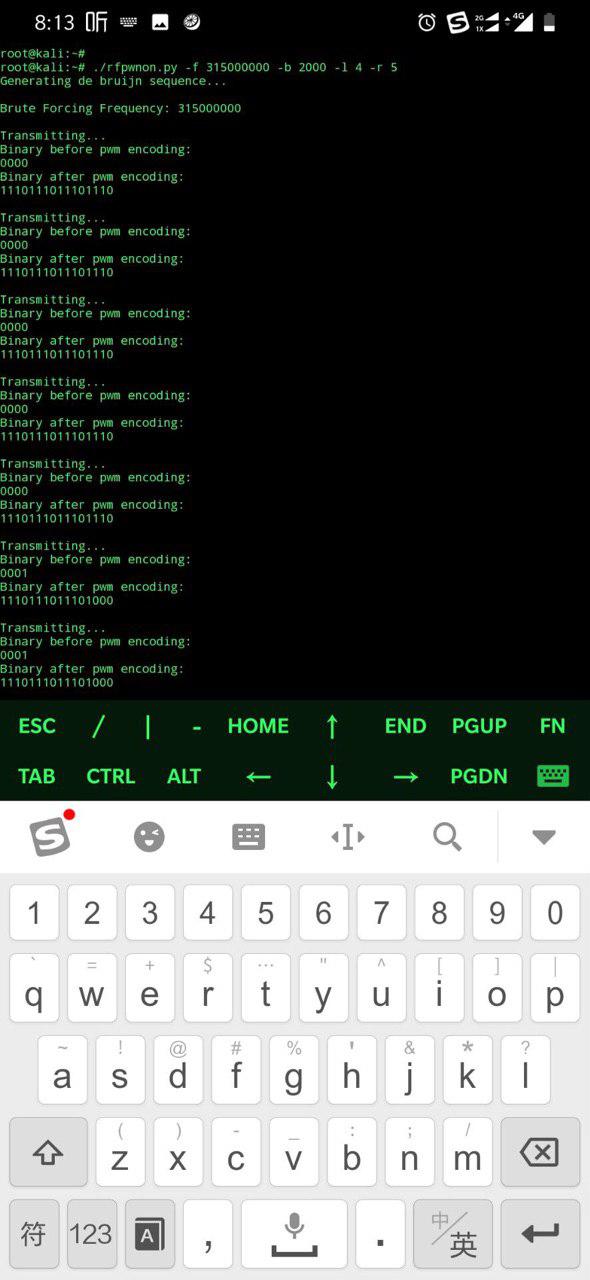 8:13 听 2G 1X 4G
root@kali:~#
root@kali:~# ./rfpwnon.py -f 315000000 -b 2000 -l 4 -r 5
Generating de bruijn sequence...
Brute Forcing Frequency: 315000000
Transmitting...
Binary before pwm encoding:
0000
Binary after pwm encoding:
1110111011101110
Transmitting...
Binary before pwm encoding:
0000
Binary after pwm encoding:
1110111011101110
Transmitting...
Binary before pwm encoding:
0000
Binary after pwm encoding:
1110111011101110
Transmitting...
Binary before pwm encoding:
0000
Binary after pwm encoding:
1110111011101110
Transmitting...
Binary before pwm encoding:
0000
Binary after pwm encoding:
1110111011101110
Transmitting...
Binary before pwm encoding:
0001
Binary after pwm encoding:
1110111011101000
Transmitting...
Binary before pwm encoding:
0001
Binary after pwm encoding:
1110111011101000
ESC / | - HOME ↑ END PGUP FN
TAB CTRL ALT ← ↓ → PGDN
1 2 3 4 5 6 7 8 9 0
` = + $ ... " ^ [ ] |
q w e r t y u i o p
~ ! @ # % ' & * ?
a s d f g h j k l
( ) - _ : ; /
z x c v b n m
符 123 A , . 中/英